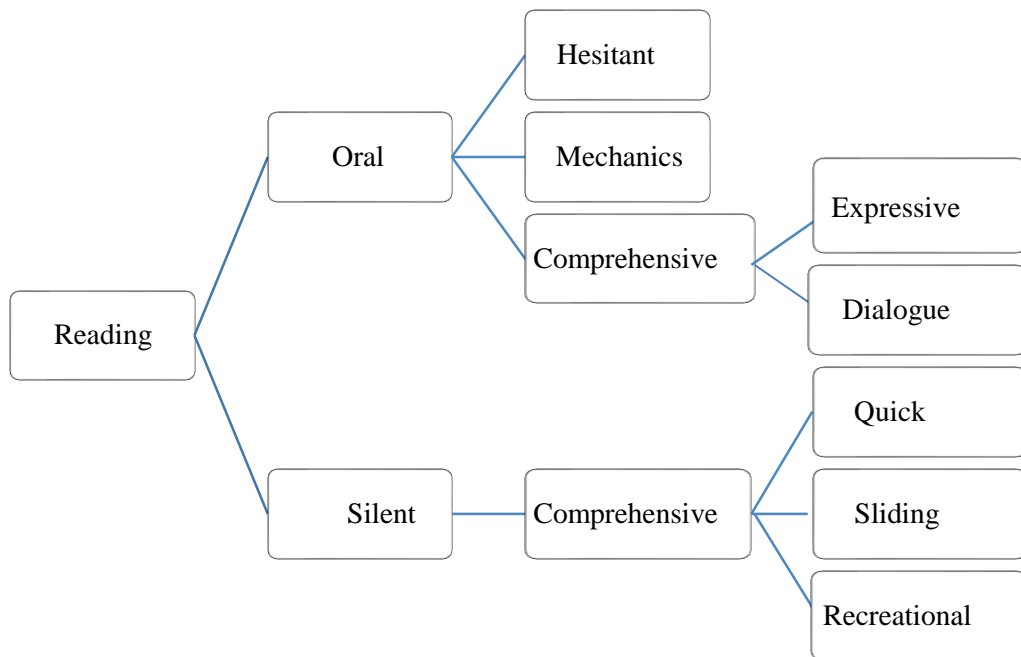 Reading
Oral
Hesitant
Mechanics
Comprehensive
Expressive
Dialogue
Silent
Comprehensive
Quick
Sliding
Recreational